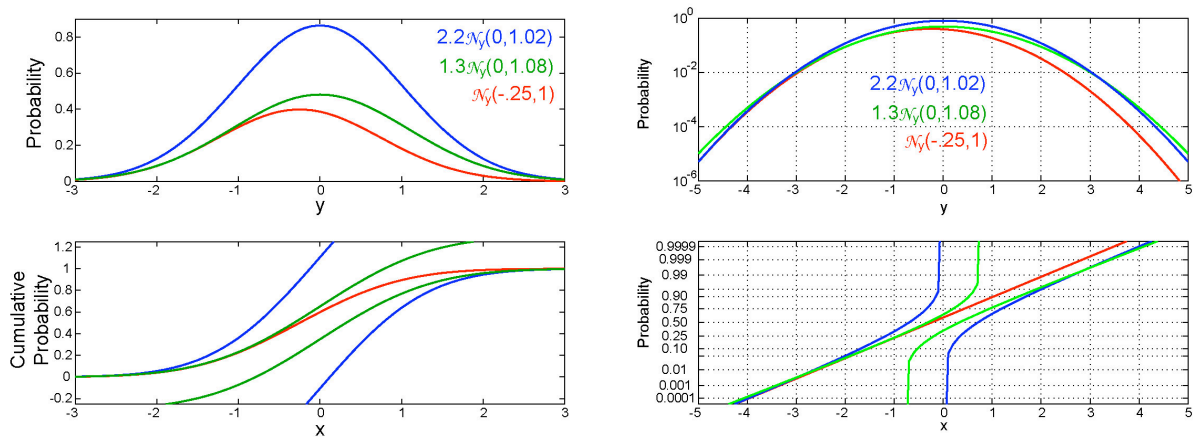 Probability
0.8
0.6
0.4
0.2
0
2.2𝒩y(0,1.02)
1.3𝒩y(0,1.08)
𝒩y(-.25,1)
-3 -2 -1 0 1 2 3
y
Probability
10^0
10^-2
10^-4
10^-6
2.2𝒩y(0,1.02)
1.3𝒩y(0,1.08)
𝒩y(-.25,1)
-5 -4 -3 -2 -1 0 1 2 3 4 5
y
Cumulative
Probability
1.2
1
0.8
0.6
0.4
0.2
0
-0.2
-3 -2 -1 0 1 2 3
x
Probability
0.9999
0.999
0.99
0.90
0.75
0.50
0.25
0.10
0.01
0.0001
-5 -4 -3 -2 -1 0 1 2 3 4 5
x